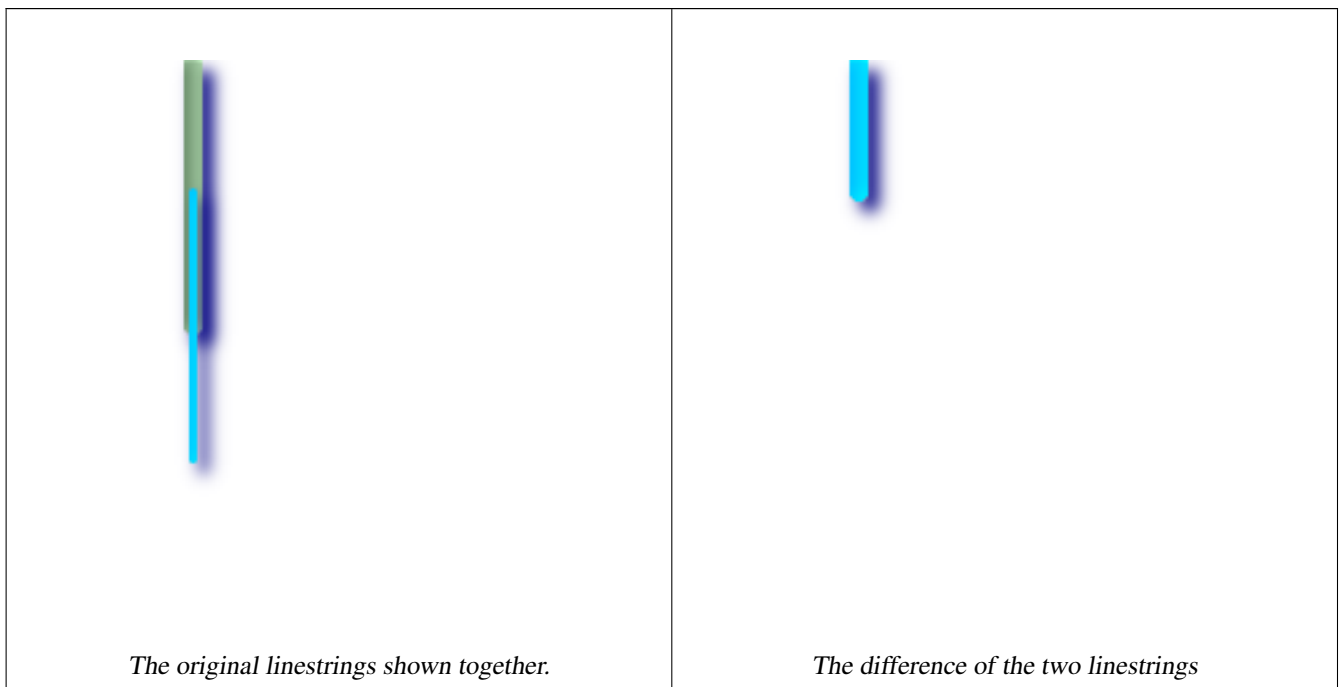 The original linestrings shown together.
The difference of the two linestrings